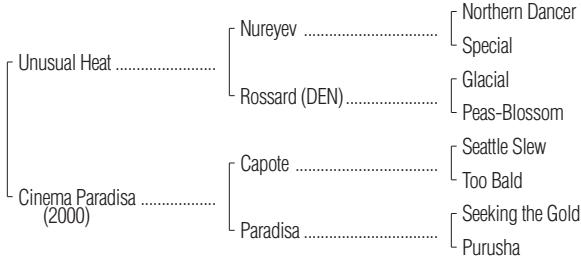 Northern Dancer
Nureyev ................................
Special
Unusual Heat ........................
Glacial
Rossard (DEN)......................
Peas-Blossom
Seattle Slew
Capote ..................................
Too Bald
Cinema Paradisa ..................
(2000)
Seeking the Gold
Paradisa ................................
Purusha